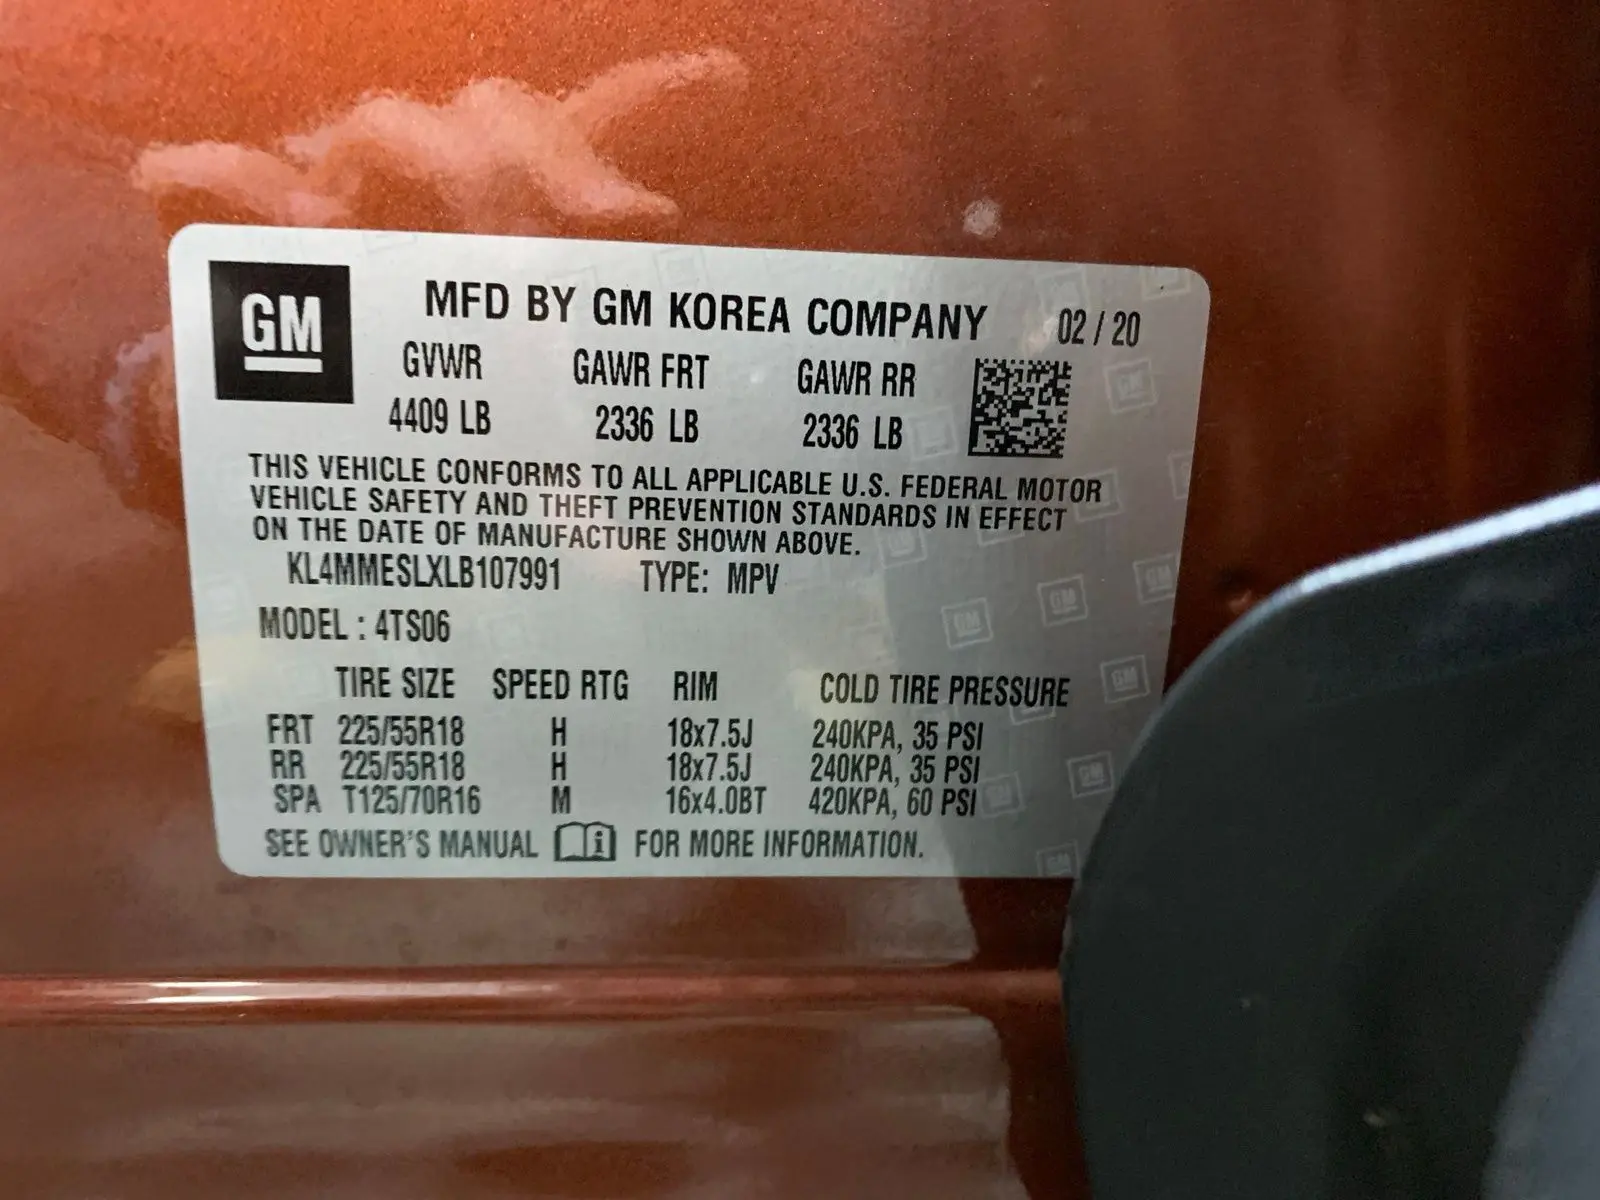 GM
MFD BY GM KOREA COMPANY 02 / 20
GVWR GAWR FRT GAWR RR
4409 LB 2336 LB 2336 LB
THIS VEHICLE CONFORMS TO ALL APPLICABLE U.S. FEDERAL MOTOR
VEHICLE SAFETY AND THEFT PREVENTION STANDARDS IN EFFECT
ON THE DATE OF MANUFACTURE SHOWN ABOVE.
KL4MMESLXLB107991 TYPE: MPV
MODEL : 4TS06
TIRE SIZE SPEED RTG RIM COLD TIRE PRESSURE
FRT 225/55R18 H 18x7.5J 240KPA, 35 PSI
RR 225/55R18 H 18x7.5J 240KPA, 35 PSI
SPA T125/70R16 M 16x4.0BT 420KPA, 60 PSI
SEE OWNER'S MANUAL FOR MORE INFORMATION.